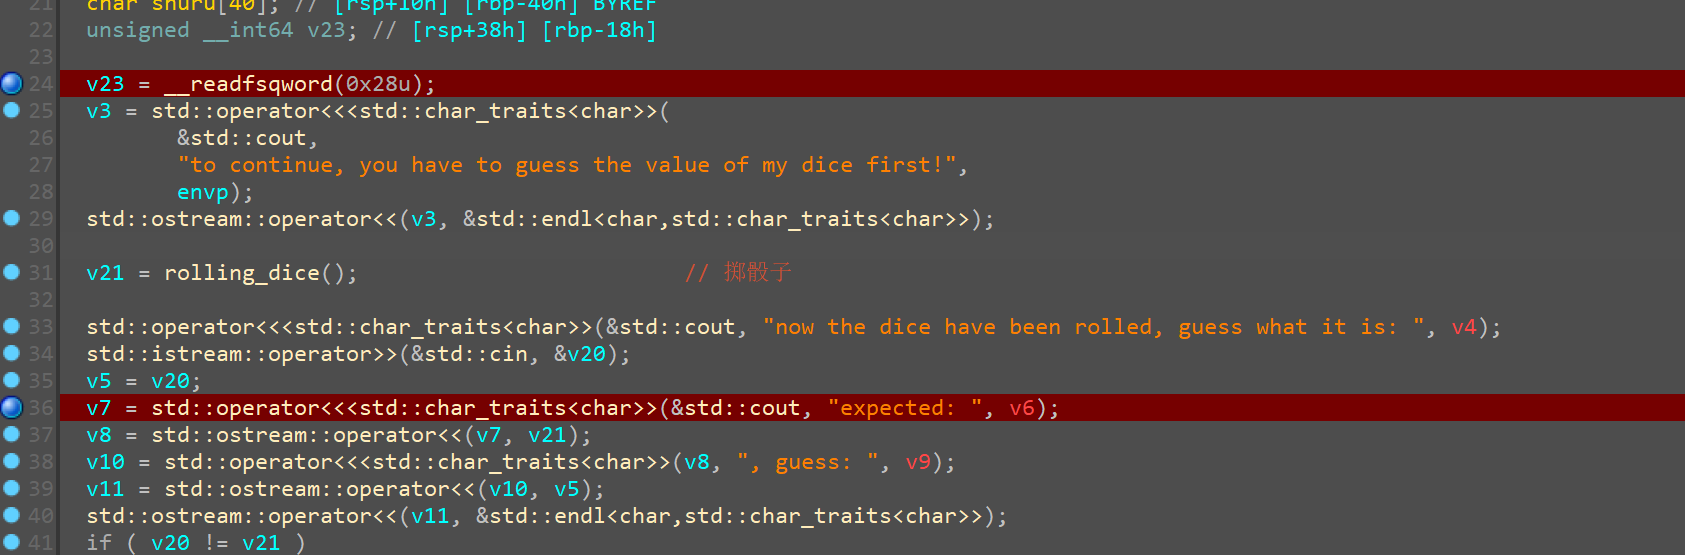 21 char shuru[40]; // [rsp+10h] [rbp-40h] BYREF
22 unsigned __int64 v23; // [rsp+38h] [rbp-18h]
23
24 v23 = __readfsqword(0x28u);
25 v3 = std::operator<<<std::char_traits<char>>(
26 &std::cout,
27 "to continue, you have to guess the value of my dice first!",
28 envp);
29 std::ostream::operator<<(v3, &std::endl<char,std::char_traits<char>>);
30
31 v21 = rolling_dice(); // 掷骰子
32
33 std::operator<<<std::char_traits<char>>(&std::cout, "now the dice have been rolled, guess what it is: ", v4);
34 std::istream::operator>>(&std::cin, &v20);
35 v5 = v20;
36 v7 = std::operator<<<std::char_traits<char>>(&std::cout, "expected: ", v6);
37 v8 = std::ostream::operator<<(v7, v21);
38 v10 = std::operator<<<std::char_traits<char>>(v8, ", guess: ", v9);
39 v11 = std::ostream::operator<<(v10, v5);
40 std::ostream::operator<<(v11, &std::endl<char,std::char_traits<char>>);
41 if ( v20 != v21 )